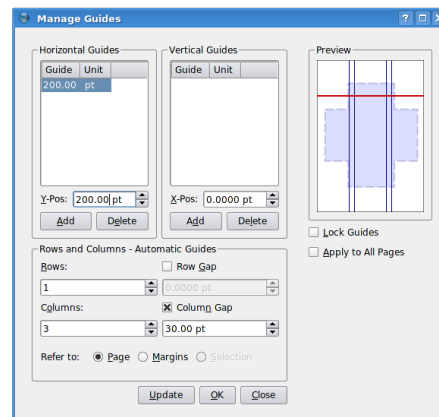 Manage Guides
Horizontal Guides
Guide Unit
200.00 pt
Y-Pos: 200.00 pt
Add Delete
Vertical Guides
Guide Unit
X-Pos: 0.0000 pt
Add Delete
Preview
Lock Guides
Apply to All Pages
Rows and Columns - Automatic Guides
Rows: Row Gap
1 0.0000 pt
Columns: Column Gap
3 30.00 pt
Refer to: Page Margins Selection
Update OK Close